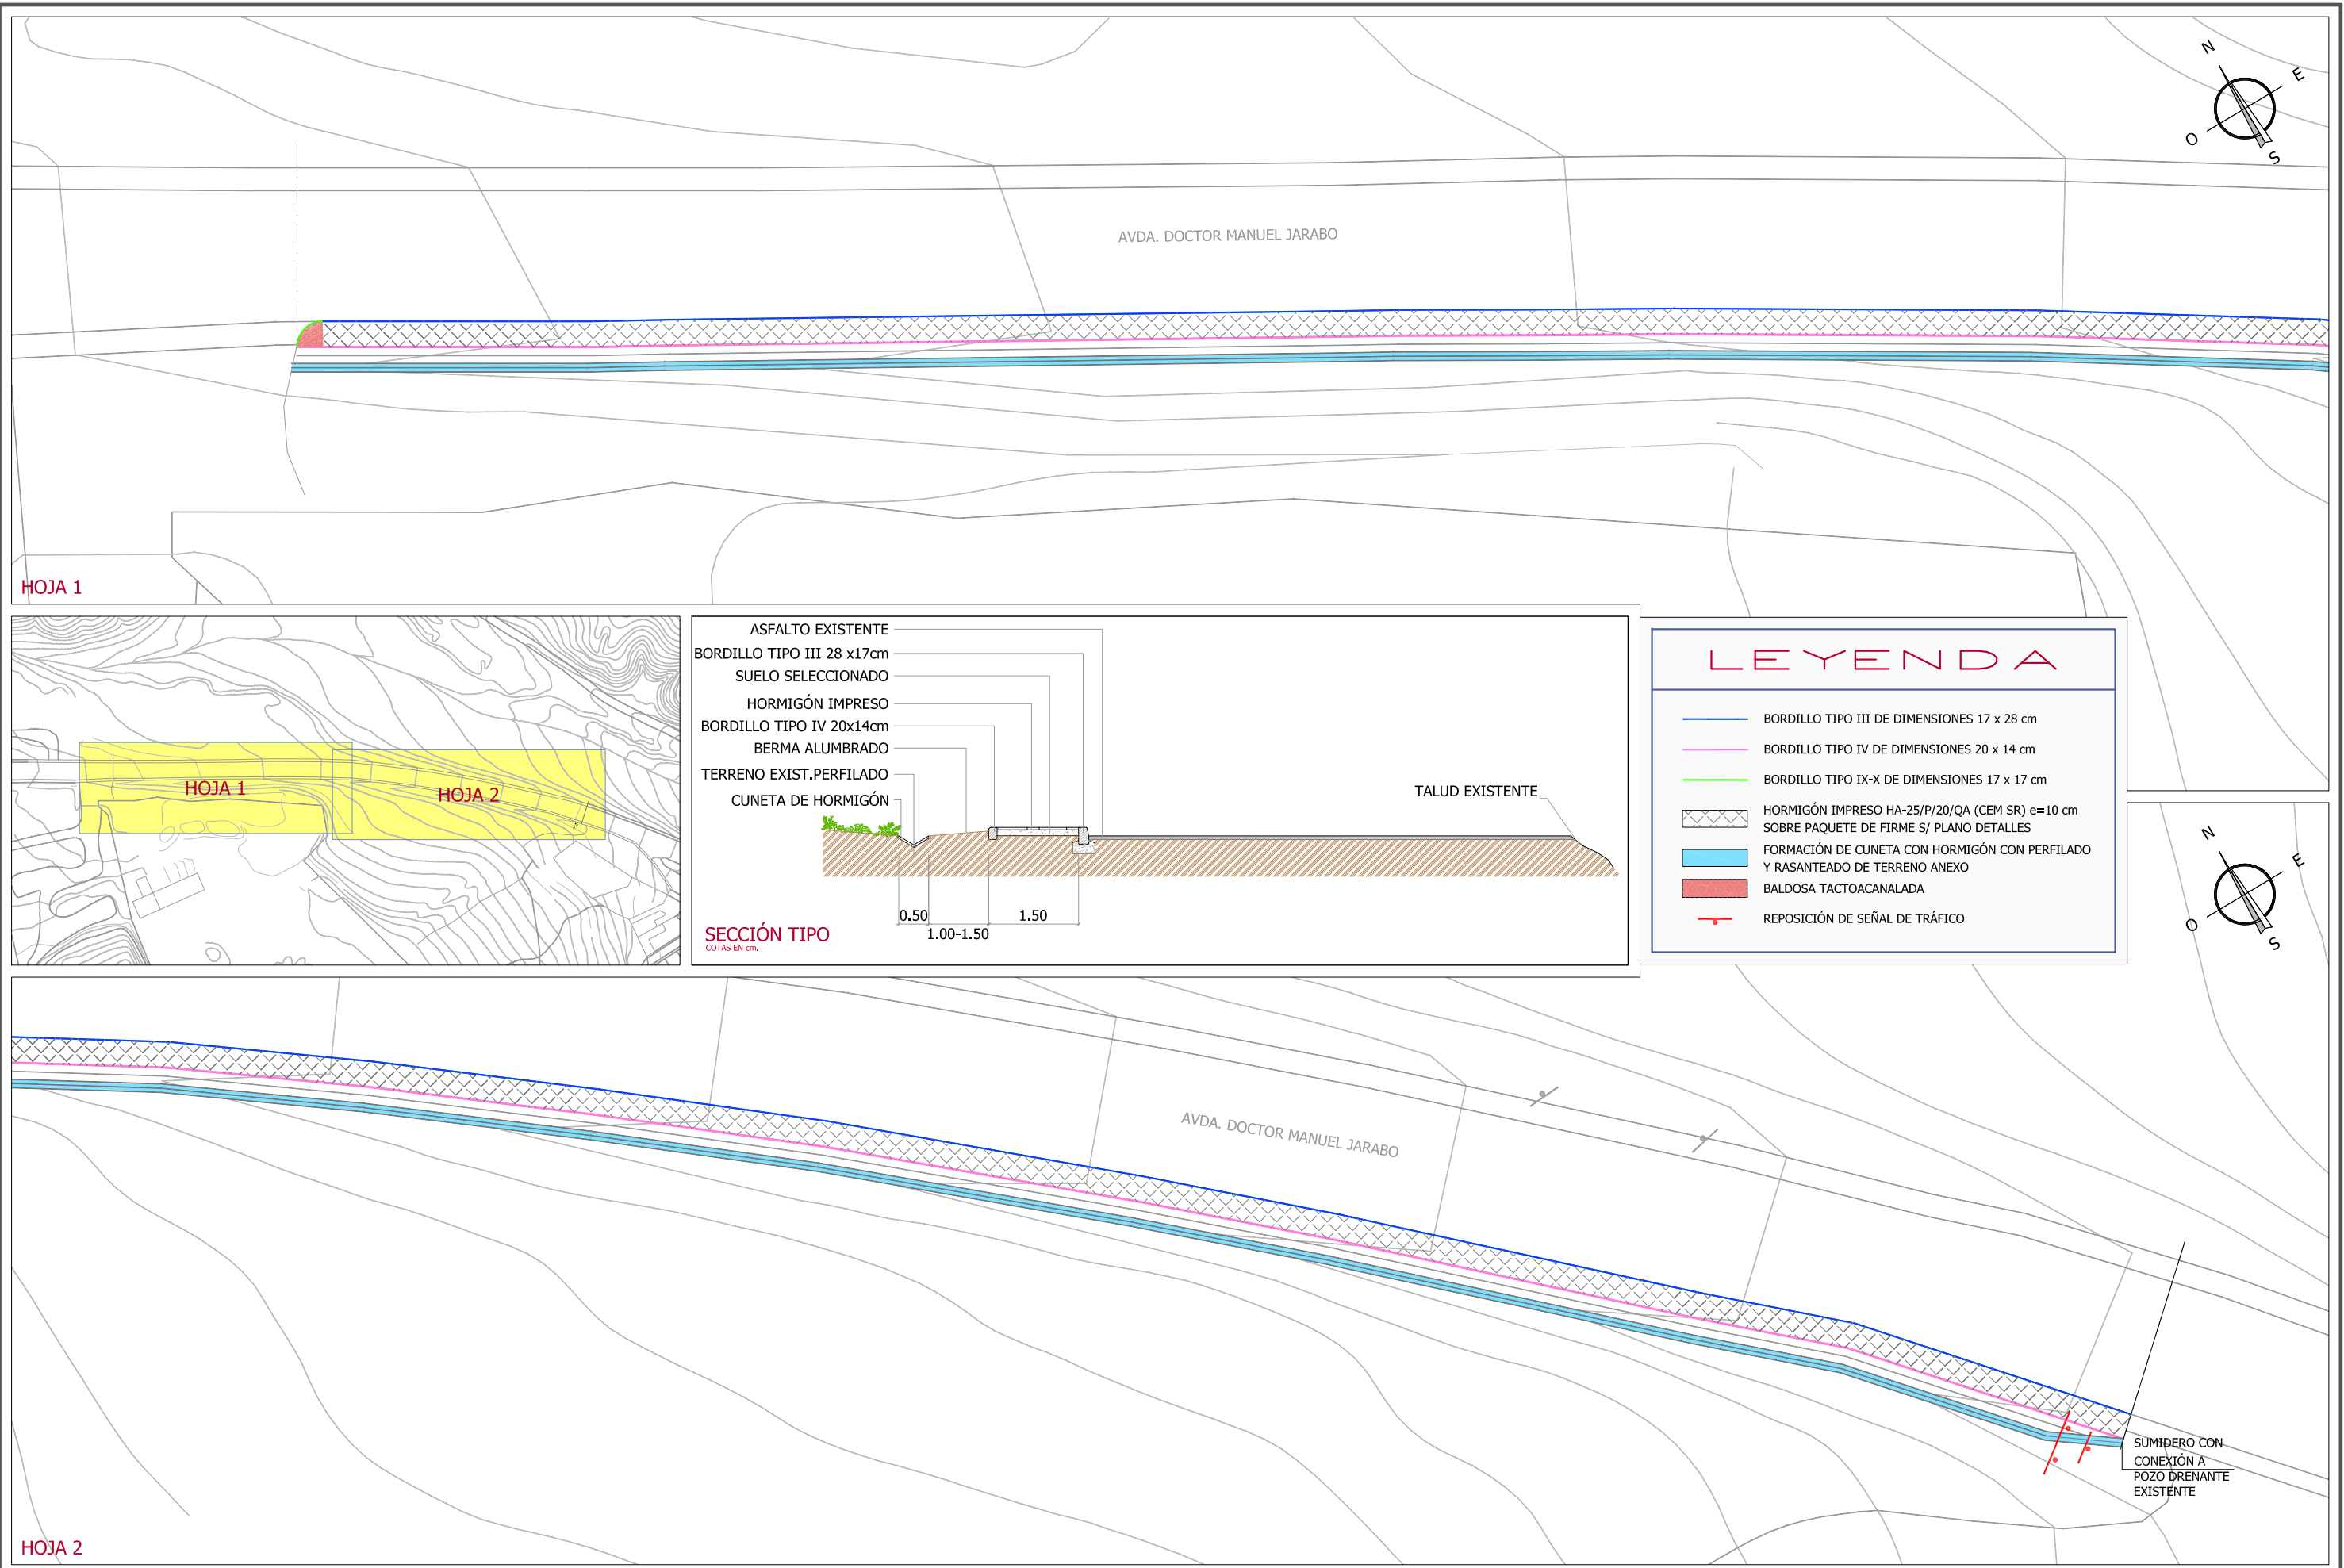 N
E
O
S
AVDA. DOCTOR MANUEL JARABO
HOJA 1
HOJA 1
HOJA 2
ASFALTO EXISTENTE
BORDILLO TIPO III 28 x17cm
SUELO SELECCIONADO
HORMIGÓN IMPRESO
BORDILLO TIPO IV 20x14cm
BERMA ALUMBRADO
TERRENO EXIST.PERFILADO
CUNETA DE HORMIGÓN
TALUD EXISTENTE
0.50
1.00-1.50
1.50
SECCIÓN TIPO
COTAS EN cm.
LEYENDA
BORDILLO TIPO III DE DIMENSIONES 17 x 28 cm
BORDILLO TIPO IV DE DIMENSIONES 20 x 14 cm
BORDILLO TIPO IX-X DE DIMENSIONES 17 x 17 cm
HORMIGÓN IMPRESO HA-25/P/20/QA (CEM SR) e=10 cm
SOBRE PAQUETE DE FIRME S/ PLANO DETALLES
FORMACIÓN DE CUNETA CON HORMIGÓN CON PERFILADO
Y RASANTEADO DE TERRENO ANEXO
BALDOSA TACTOACANALADA
REPOSICIÓN DE SEÑAL DE TRÁFICO
N
E
O
S
AVDA. DOCTOR MANUEL JARABO
SUMIDERO CON
CONEXIÓN A
POZO DRENANTE
EXISTENTE
HOJA 2